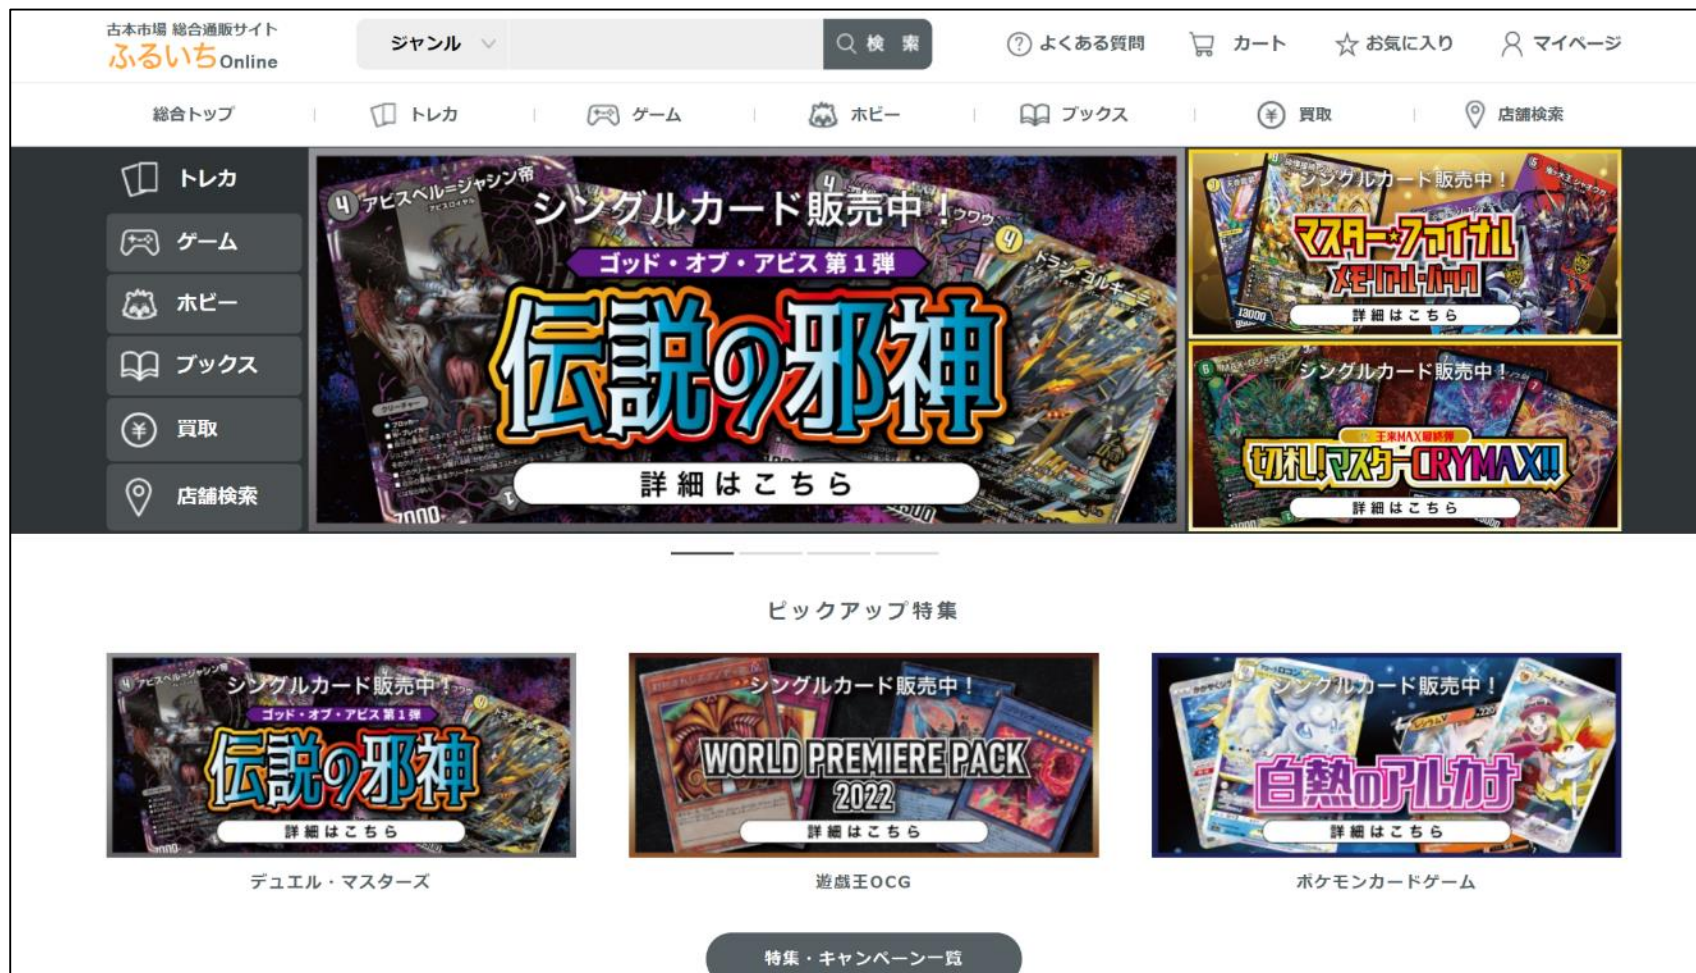 古本市場 総合通販サイト
ふるいちOnline
ジャンル
検 索
よくある質問
カート
お気に入り
マイページ
総合トップ
トレカ
ゲーム
ホビー
ブックス
買取
店舗検索
トレカ
ゲーム
ホビー
ブックス
買取
店舗検索
4 アビスベル=ジャシン帝
アビスロイヤル
シングルカード販売中！
ゴッド・オブ・アビス 第1弾
伝説の邪神
詳細はこちら
シングルカード販売中！
マスター★ファイナル
メモリアル・パック
詳細はこちら
シングルカード販売中！
王来MAX最終弾
切札!マスターCRYMAX!!
詳細はこちら
ピックアップ特集
シングルカード販売中！
ゴッド・オブ・アビス 第1弾
伝説の邪神
詳細はこちら
デュエル・マスターズ
シングルカード販売中！
WORLD PREMIERE PACK
2022
詳細はこちら
遊戯王OCG
シングルカード販売中！
白熱のアルカナ
詳細はこちら
ポケモンカードゲーム
特集・キャンペーン一覧